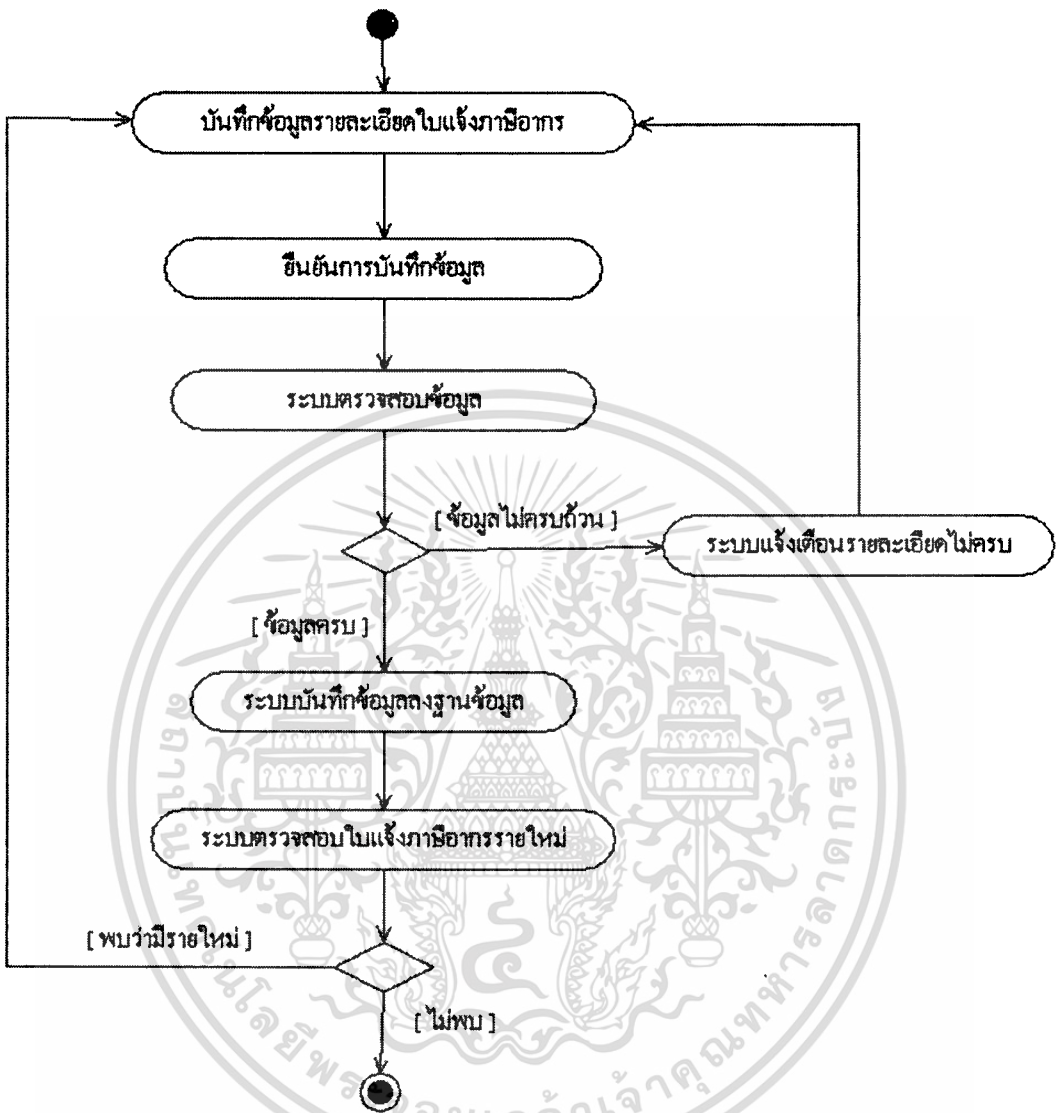 บันทึกข้อมูลรายละเอียดใบแจ้งภาษีอากร
ยืนยันการบันทึกข้อมูล
ระบบตรวจสอบข้อมูล
[ ข้อมูลไม่ครบถ้วน ]
ระบบแจ้งเตือนรายละเอียดไม่ครบ
[ ข้อมูลครบ ]
ระบบบันทึกข้อมูลลงฐานข้อมูล
ระบบตรวจสอบใบแจ้งภาษีอากรรายใหม่
[ พบว่ามีรายใหม่ ]
[ ไม่พบ ]